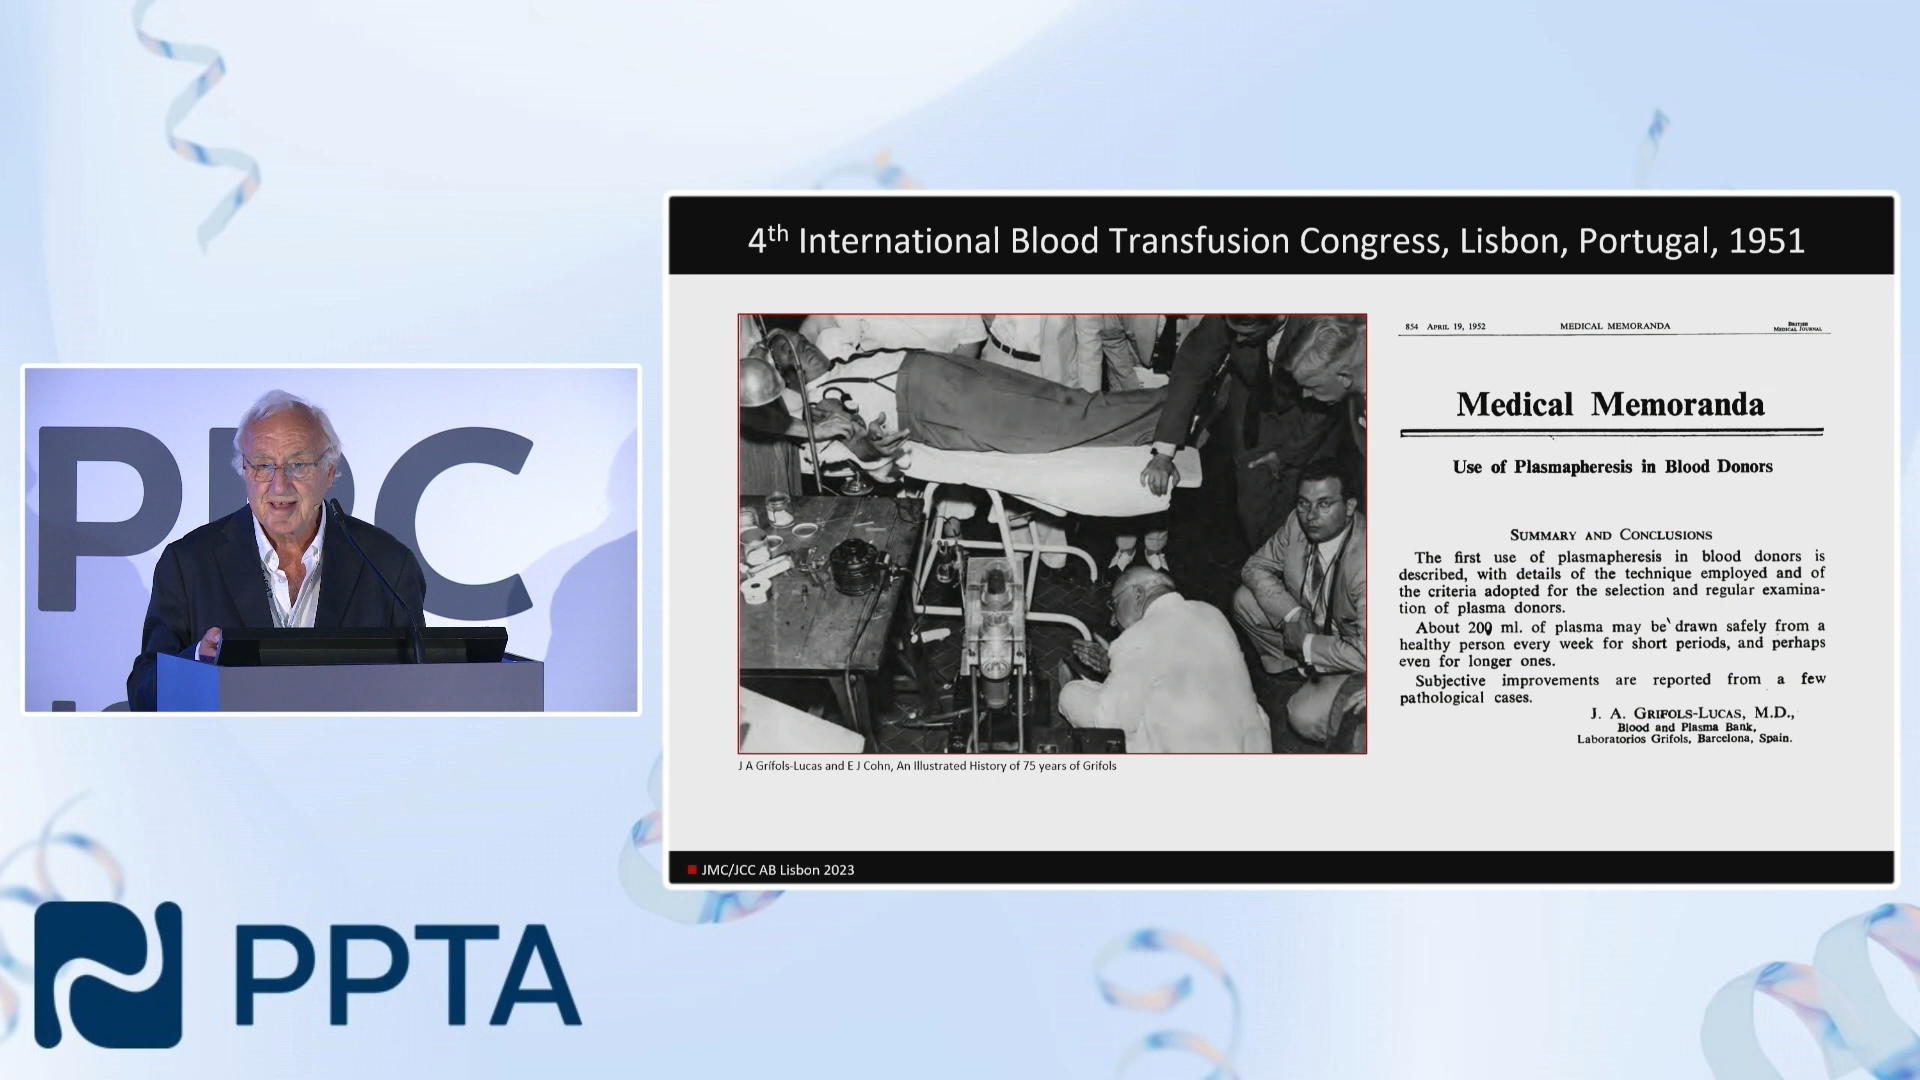 4th International Blood Transfusion Congress, Lisbon, Portugal, 1951
854 APRIL 19, 1952 MEDICAL MEMORANDA BRITISH
MEDICAL JOURNAL
Medical Memoranda
Use of Plasmapheresis in Blood Donors
SUMMARY AND CONCLUSIONS
The first use of plasmapheresis in blood donors is
described, with details of the technique employed and of
the criteria adopted for the selection and regular examina-
tion of plasma donors.
About 200 ml. of plasma may be drawn safely from a
healthy person every week for short periods, and perhaps
even for longer ones.
Subjective improvements are reported from a few
pathological cases.
J. A. GRIFOLS-LUCAS, M.D.,
Blood and Plasma Bank,
Laboratorios Grifols, Barcelona, Spain.
J A Grífols-Lucas and E J Cohn, An Illustrated History of 75 years of Grifols
JMC/JCC AB Lisbon 2023
PPTA